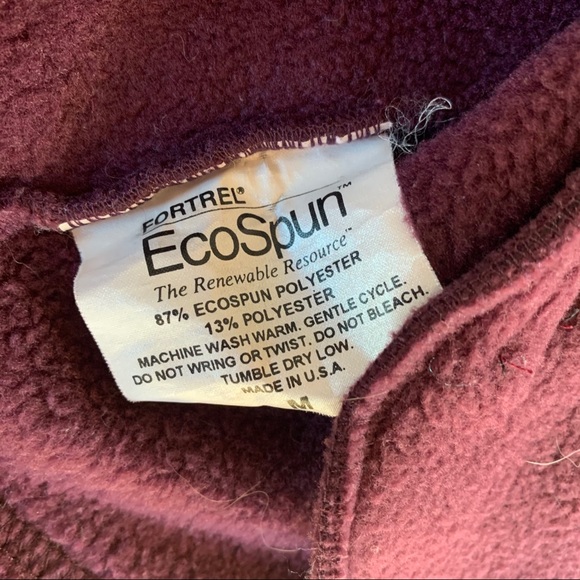 FORTREL®
EcoSpun™
The Renewable Resource™
87% ECOSPUN POLYESTER
13% POLYESTER
MACHINE WASH WARM. GENTLE CYCLE.
DO NOT WRING OR TWIST. DO NOT BLEACH.
TUMBLE DRY LOW.
MADE IN U.S.A.
M